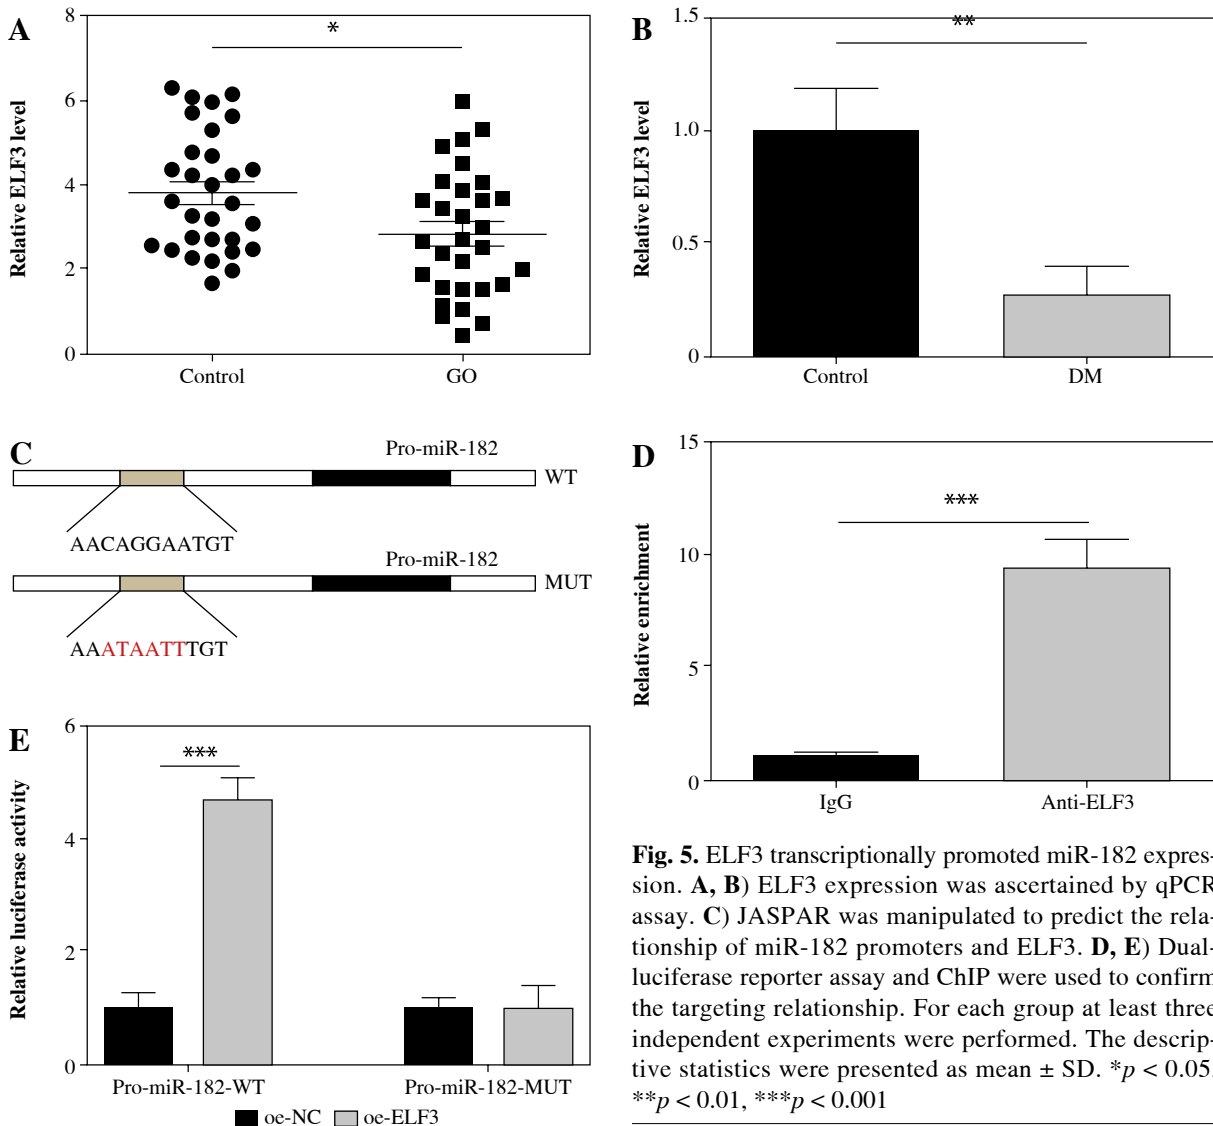 A
Relative ELF3 level
8
6
4
2
0
*
Control
GO
B
Relative ELF3 level
1.5
1.0
0.5
0
**
Control
DM
C
Pro-miR-182
WT
AACAGGAATGT
Pro-miR-182
MUT
AAATAATTTGT
D
Relative enrichment
15
10
5
0
***
IgG
Anti-ELF3
E
Relative luciferase activity
6
4
2
0
***
Pro-miR-182-WT
Pro-miR-182-MUT
oe-NC
oe-ELF3
Fig. 5. ELF3 transcriptionally promoted miR-182 expres-
sion. A, B) ELF3 expression was ascertained by qPCR
assay. C) JASPAR was manipulated to predict the rela-
tionship of miR-182 promoters and ELF3. D, E) Dual-
luciferase reporter assay and ChIP were used to confirm
the targeting relationship. For each group at least three
independent experiments were performed. The descrip-
tive statistics were presented as mean ± SD. *p < 0.05,
**p < 0.01, ***p < 0.001